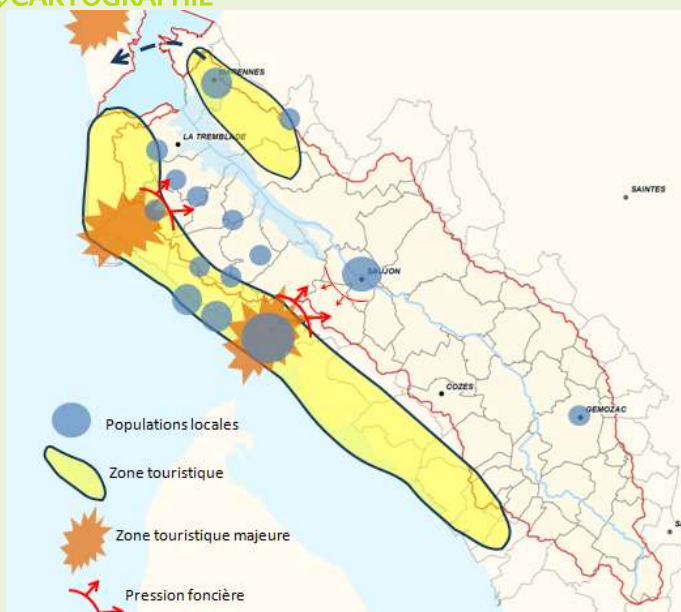 CARTOGRAPHIE
MARENNES
LA TREMBLADE
SAINTES
SAUJON
COZES
GEMOZAC
Populations locales
Zone touristique
Zone touristique majeure
Pression foncière